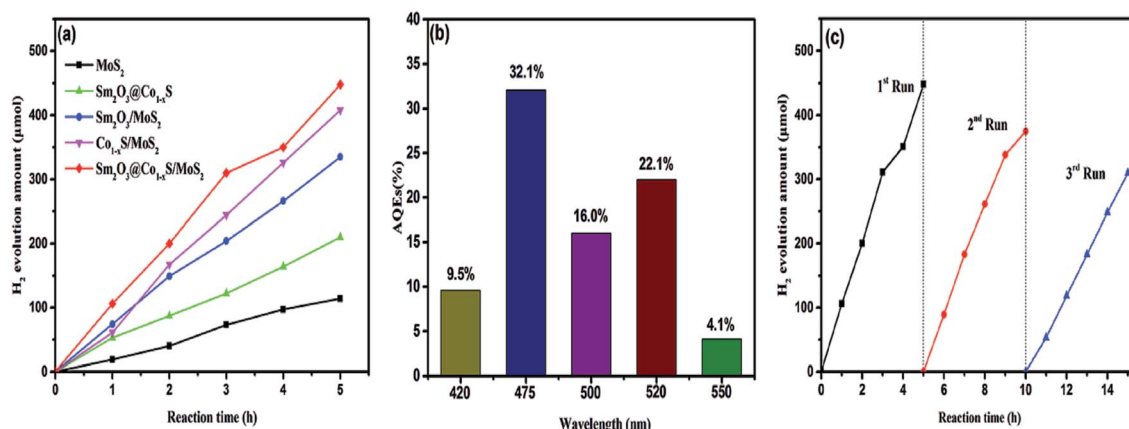 (a)
MoS₂
Sm₂O₃@Co₁₋ₓS
Sm₂O₃/MoS₂
Co₁₋ₓS/MoS₂
Sm₂O₃@Co₁₋ₓS/MoS₂
H₂ evolution amount (μmol)
500
400
300
200
100
0
0 1 2 3 4 5
Reaction time (h)
(b)
AQEs(%)
40
35
30
25
20
15
10
5
0
9.5%
32.1%
16.0%
22.1%
4.1%
420 475 500 520 550
Wavelength (nm)
(c)
1st Run
2nd Run
3rd Run
H₂ evolution amount (μmol)
500
400
300
200
100
0
0 2 4 6 8 10 12 14
Reaction time (h)